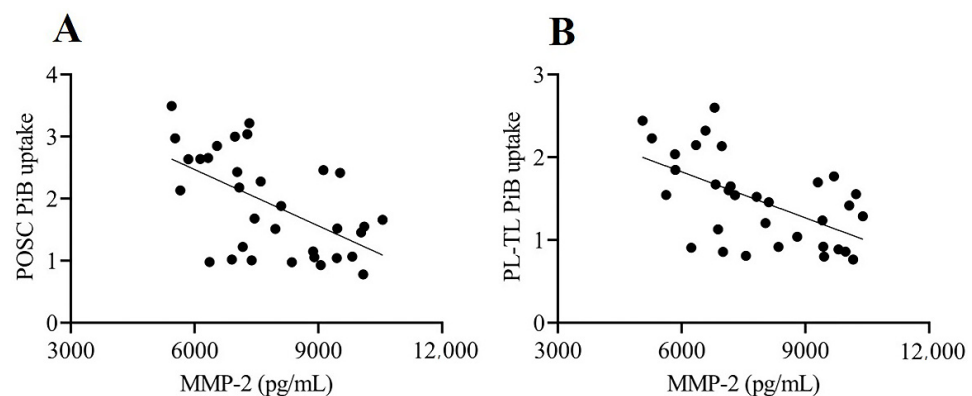 A
POSC PiB uptake
4
3
2
1
0
3000 6000 9000 12,000
MMP-2 (pg/mL)
B
PL-TL PiB uptake
3
2
1
0
3000 6000 9000 12,000
MMP-2 (pg/mL)